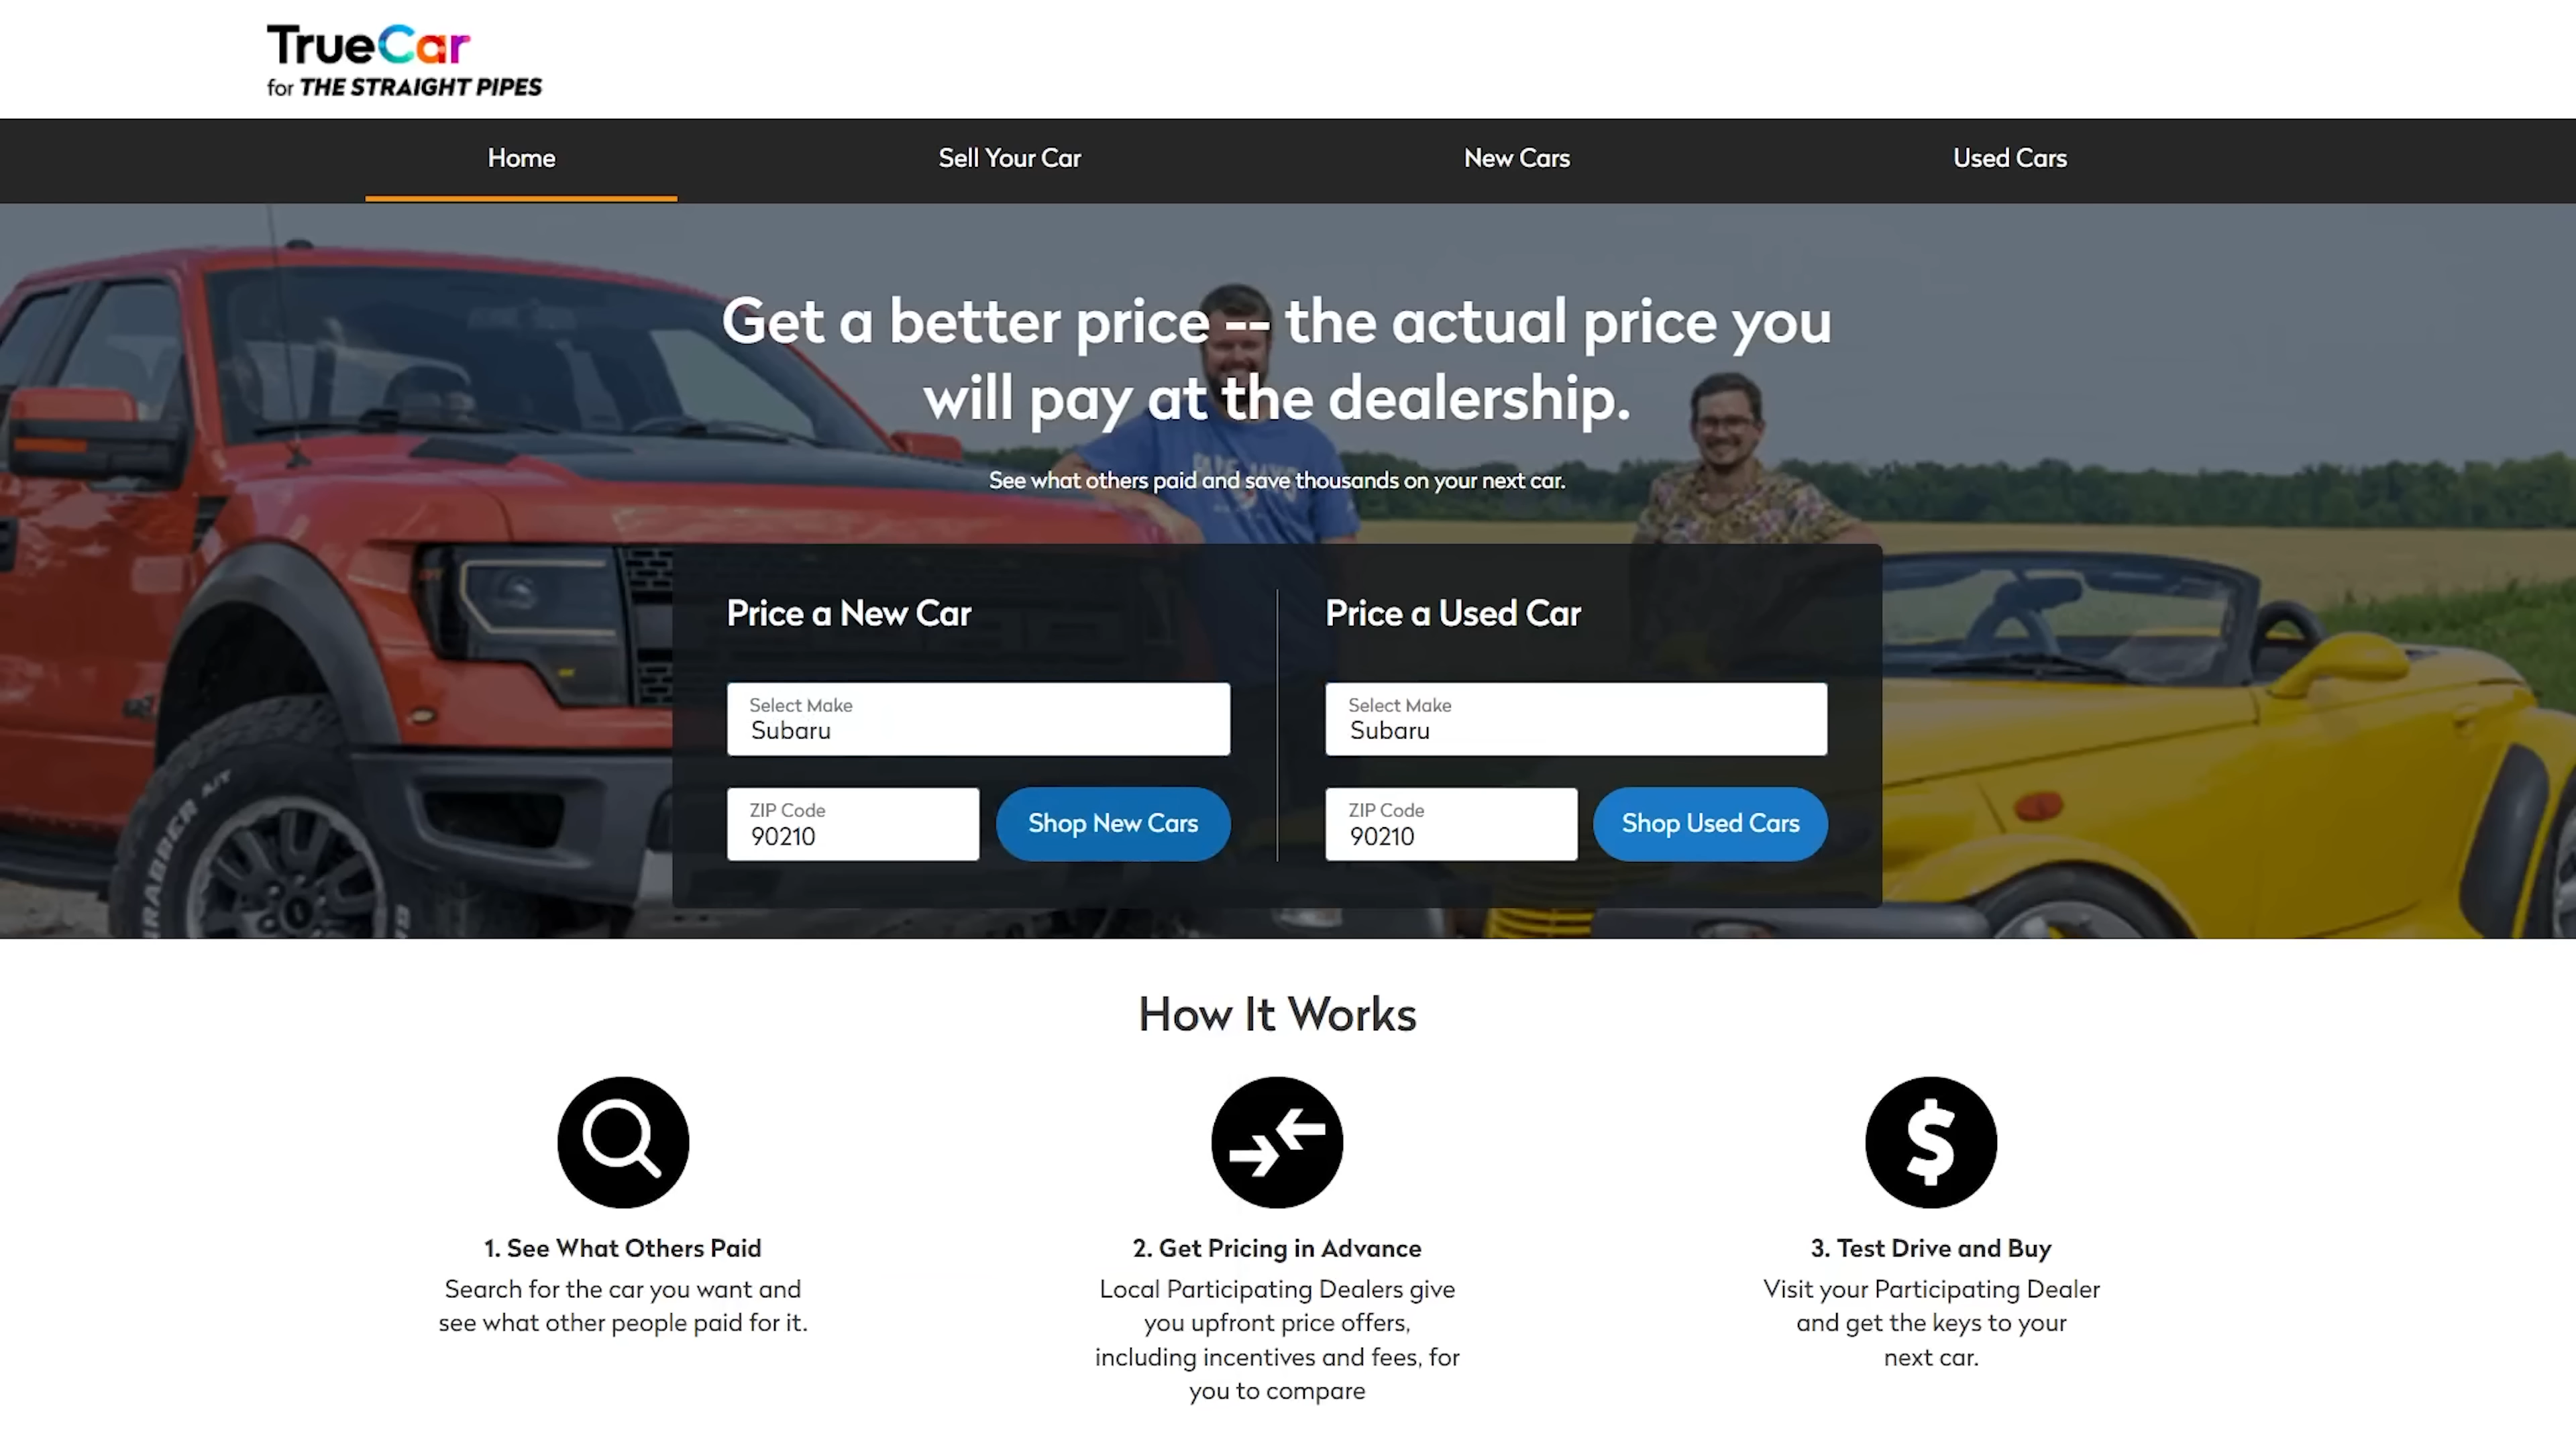 TrueCar
for THE STRAIGHT PIPES
Home
Sell Your Car
New Cars
Used Cars
Get a better price -- the actual price you
will pay at the dealership.
See what others paid and save thousands on your next car.
Price a New Car
Select Make
Subaru
ZIP Code
90210
Shop New Cars
Price a Used Car
Select Make
Subaru
ZIP Code
90210
Shop Used Cars
GRABBER A/T
How It Works
1. See What Others Paid
Search for the car you want and
see what other people paid for it.
2. Get Pricing in Advance
Local Participating Dealers give
you upfront price offers,
including incentives and fees, for
you to compare
3. Test Drive and Buy
Visit your Participating Dealer
and get the keys to your
next car.